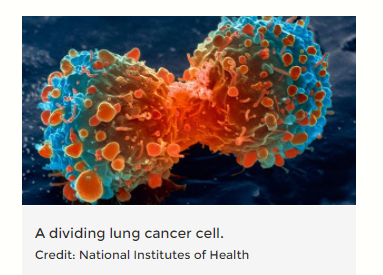 A dividing lung cancer cell.
Credit: National Institutes of Health